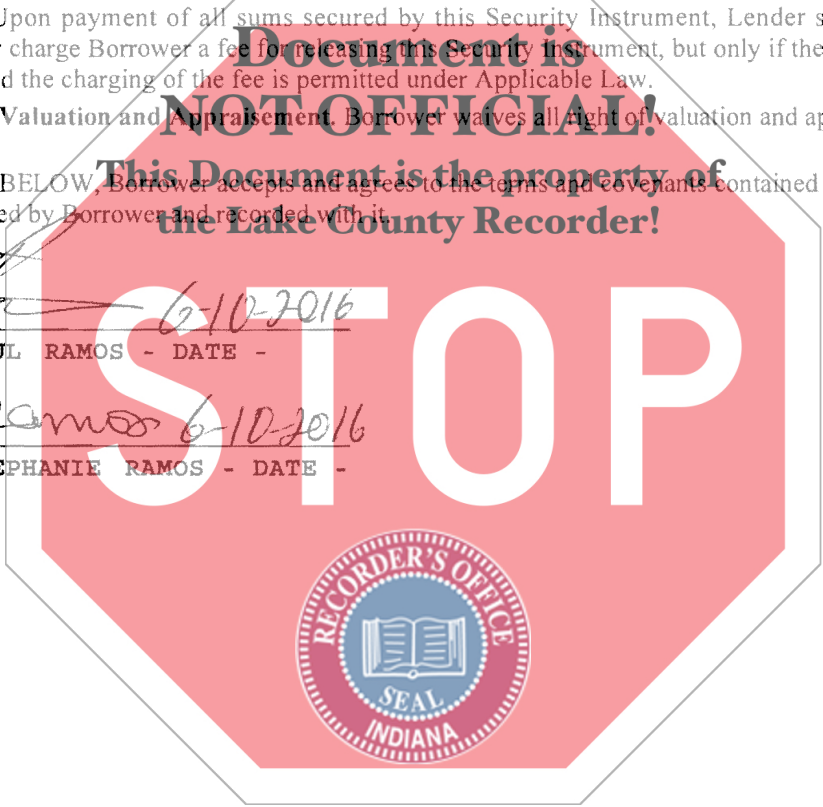 Upon payment of all sums secured by this Security Instrument, Lender s
charge Borrower a fee for releasing this Security Instrument, but only if the
d the charging of the fee is permitted under Applicable Law.
Valuation and Appraisement. Borrower waives all right of valuation and ap
BELOW, Borrower accepts and agrees to the terms and covenants contained
ed by Borrower and recorded with it.
Document is
NOT OFFICIAL!
This Document is the property of
the Lake County Recorder!
6-10-2016
UL RAMOS - DATE -
Ramos 6-10-2016
EPHANIE RAMOS - DATE -
STOP
RECORDER'S OFFICE
SEAL
INDIANA